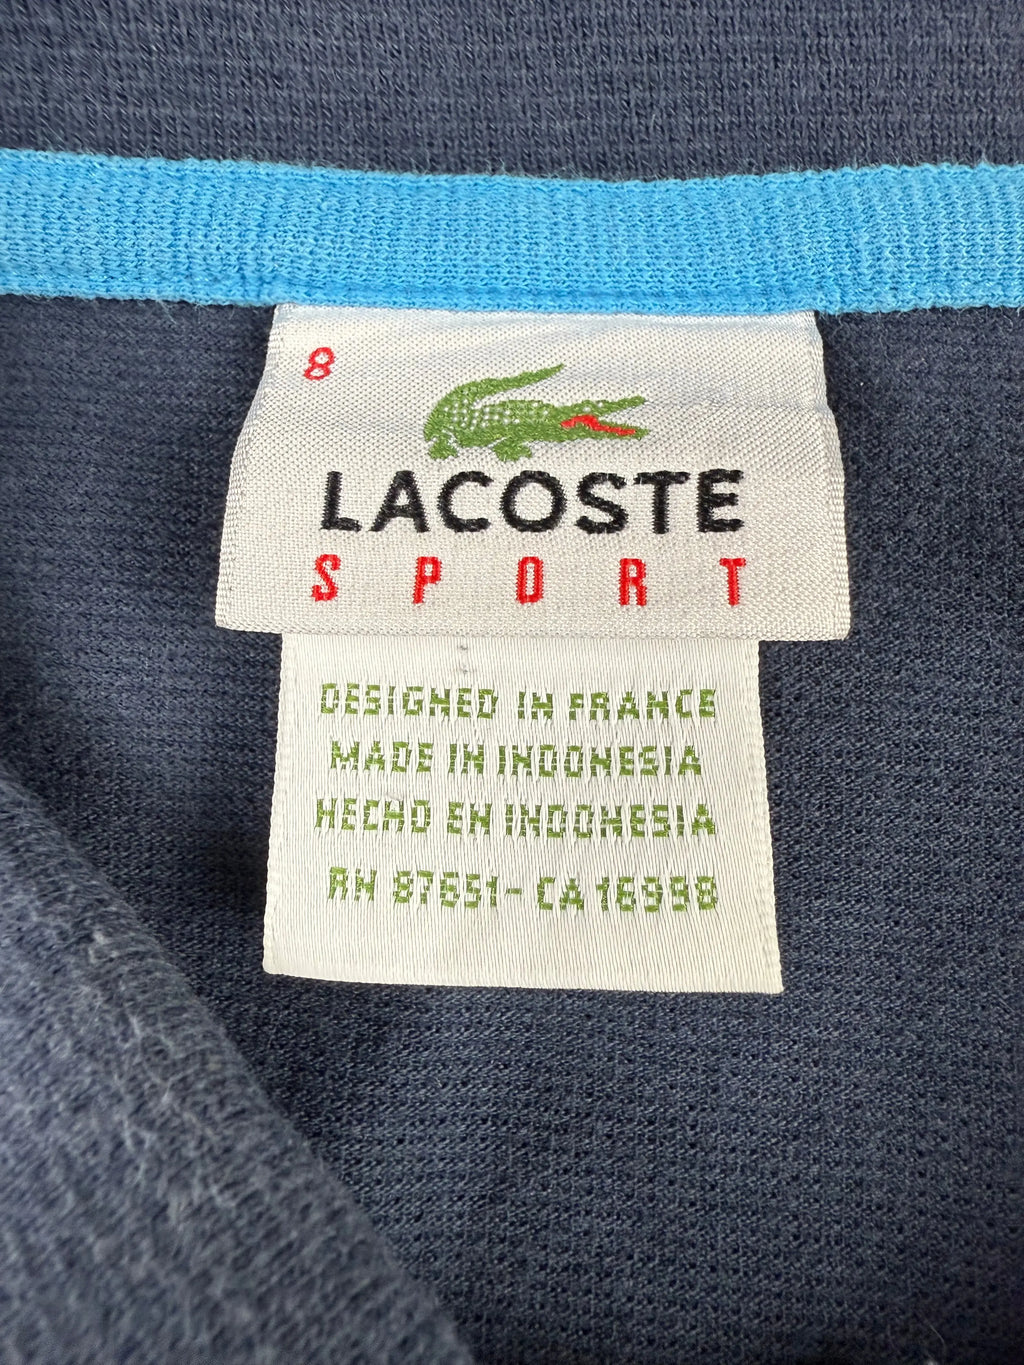 8
LACOSTE
SPORT
DESIGNED IN FRANCE
MADE IN INDONESIA
HECHO EN INDONESIA
RN 87651 - CA 16998